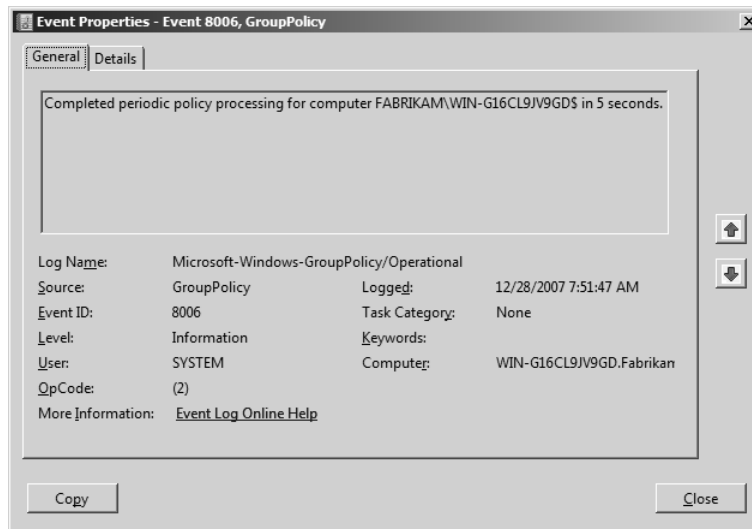 Event Properties - Event 8006, GroupPolicy
General Details
Completed periodic policy processing for computer FABRIKAM\WIN-G16CL9JV9GD$ in 5 seconds.
Log Name: Microsoft-Windows-GroupPolicy/Operational
Source: GroupPolicy Logged: 12/28/2007 7:51:47 AM
Event ID: 8006 Task Category: None
Level: Information Keywords:
User: SYSTEM Computer: WIN-G16CL9JV9GD.Fabrikam
OpCode: (2)
More Information: Event Log Online Help
Copy Close